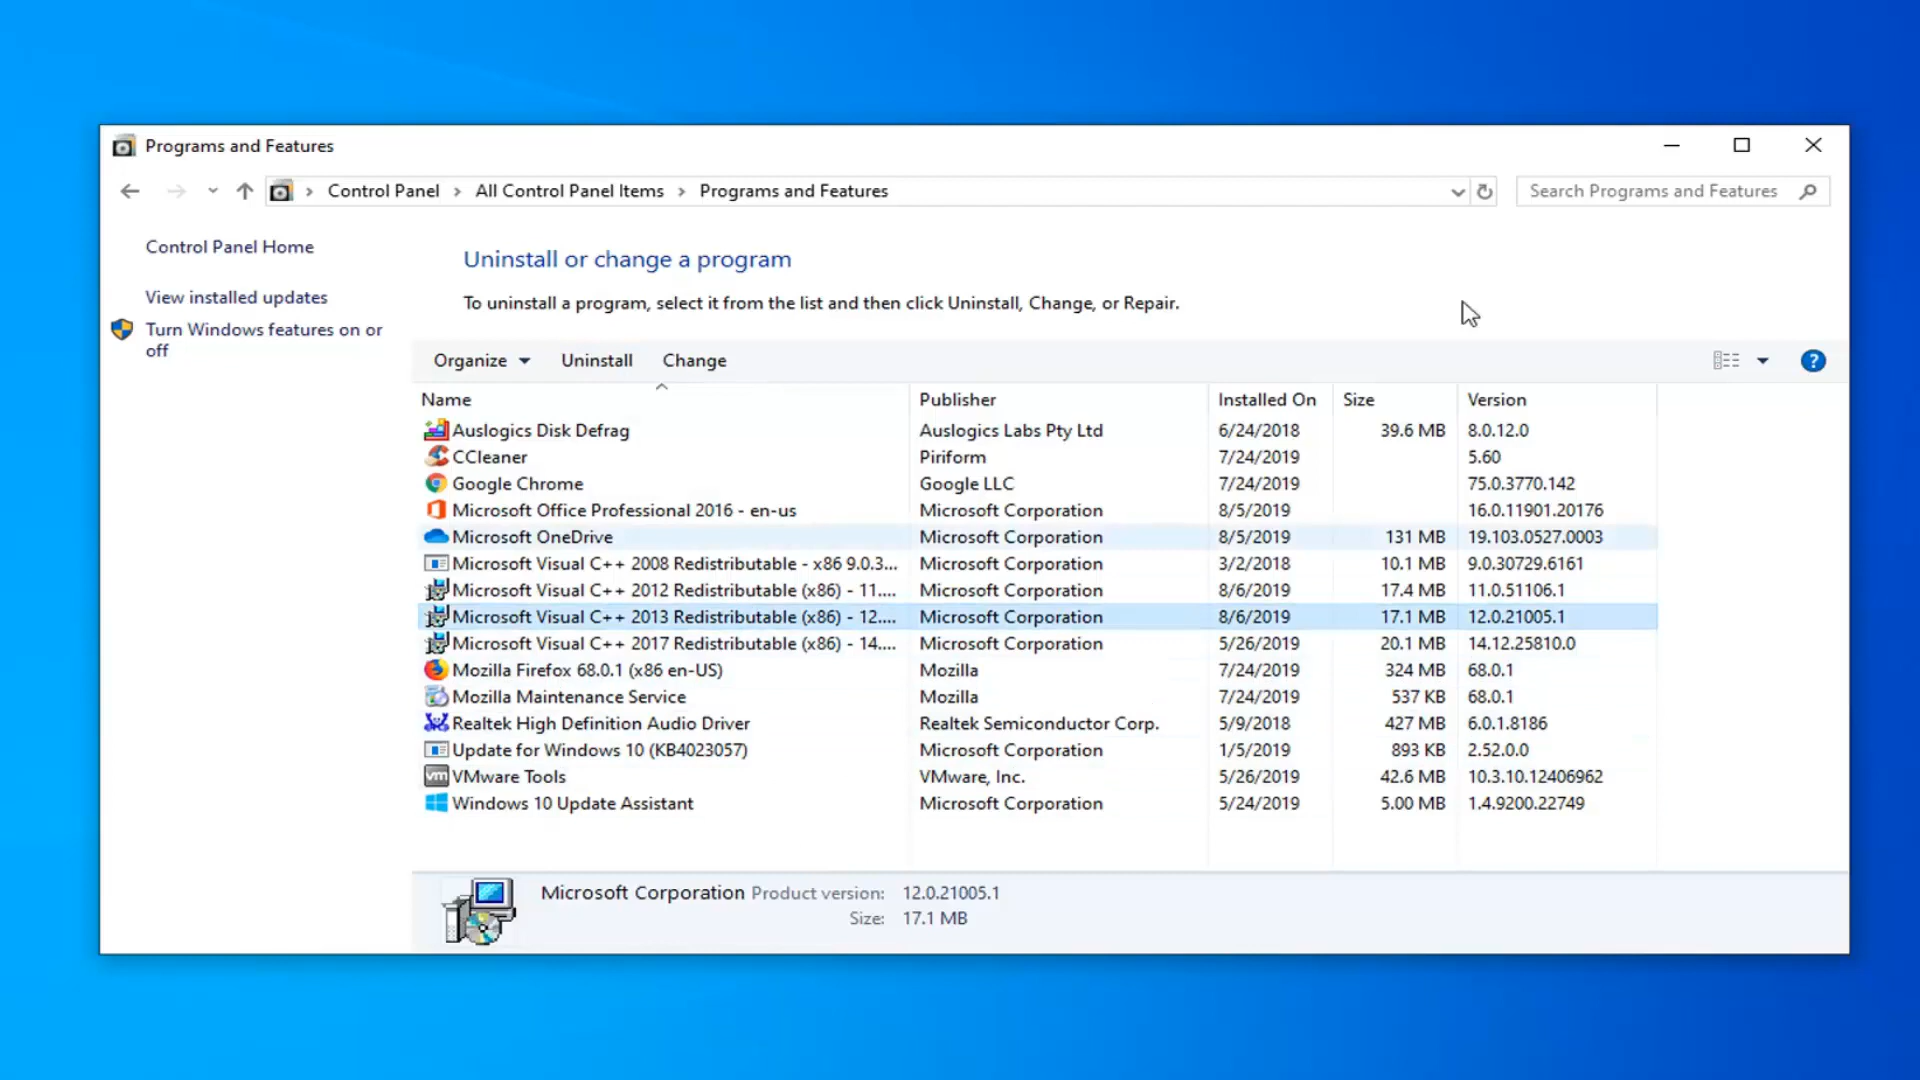 Programs and Features
Control Panel > All Control Panel Items > Programs and Features
Search Programs and Features
Control Panel Home
View installed updates
Turn Windows features on or
off
Uninstall or change a program
To uninstall a program, select it from the list and then click Uninstall, Change, or Repair.
Organize Uninstall Change
Name Publisher Installed On Size Version
Auslogics Disk Defrag Auslogics Labs Pty Ltd 6/24/2018 39.6 MB 8.0.12.0
CCleaner Piriform 7/24/2019 5.60
Google Chrome Google LLC 7/24/2019 75.0.3770.142
Microsoft Office Professional 2016 - en-us Microsoft Corporation 8/5/2019 16.0.11901.20176
Microsoft OneDrive Microsoft Corporation 8/5/2019 131 MB 19.103.0527.0003
Microsoft Visual C++ 2008 Redistributable - x86 9.0.3... Microsoft Corporation 3/2/2018 10.1 MB 9.0.30729.6161
Microsoft Visual C++ 2012 Redistributable (x86) - 11.... Microsoft Corporation 8/6/2019 17.4 MB 11.0.51106.1
Microsoft Visual C++ 2013 Redistributable (x86) - 12.... Microsoft Corporation 8/6/2019 17.1 MB 12.0.21005.1
Microsoft Visual C++ 2017 Redistributable (x86) - 14.... Microsoft Corporation 5/26/2019 20.1 MB 14.12.25810.0
Mozilla Firefox 68.0.1 (x86 en-US) Mozilla 7/24/2019 324 MB 68.0.1
Mozilla Maintenance Service Mozilla 7/24/2019 537 KB 68.0.1
Realtek High Definition Audio Driver Realtek Semiconductor Corp. 5/9/2018 427 MB 6.0.1.8186
Update for Windows 10 (KB4023057) Microsoft Corporation 1/5/2019 893 KB 2.52.0.0
vm VMware Tools VMware, Inc. 5/26/2019 42.6 MB 10.3.10.12406962
Windows 10 Update Assistant Microsoft Corporation 5/24/2019 5.00 MB 1.4.9200.22749
Microsoft Corporation Product version: 12.0.21005.1
Size: 17.1 MB